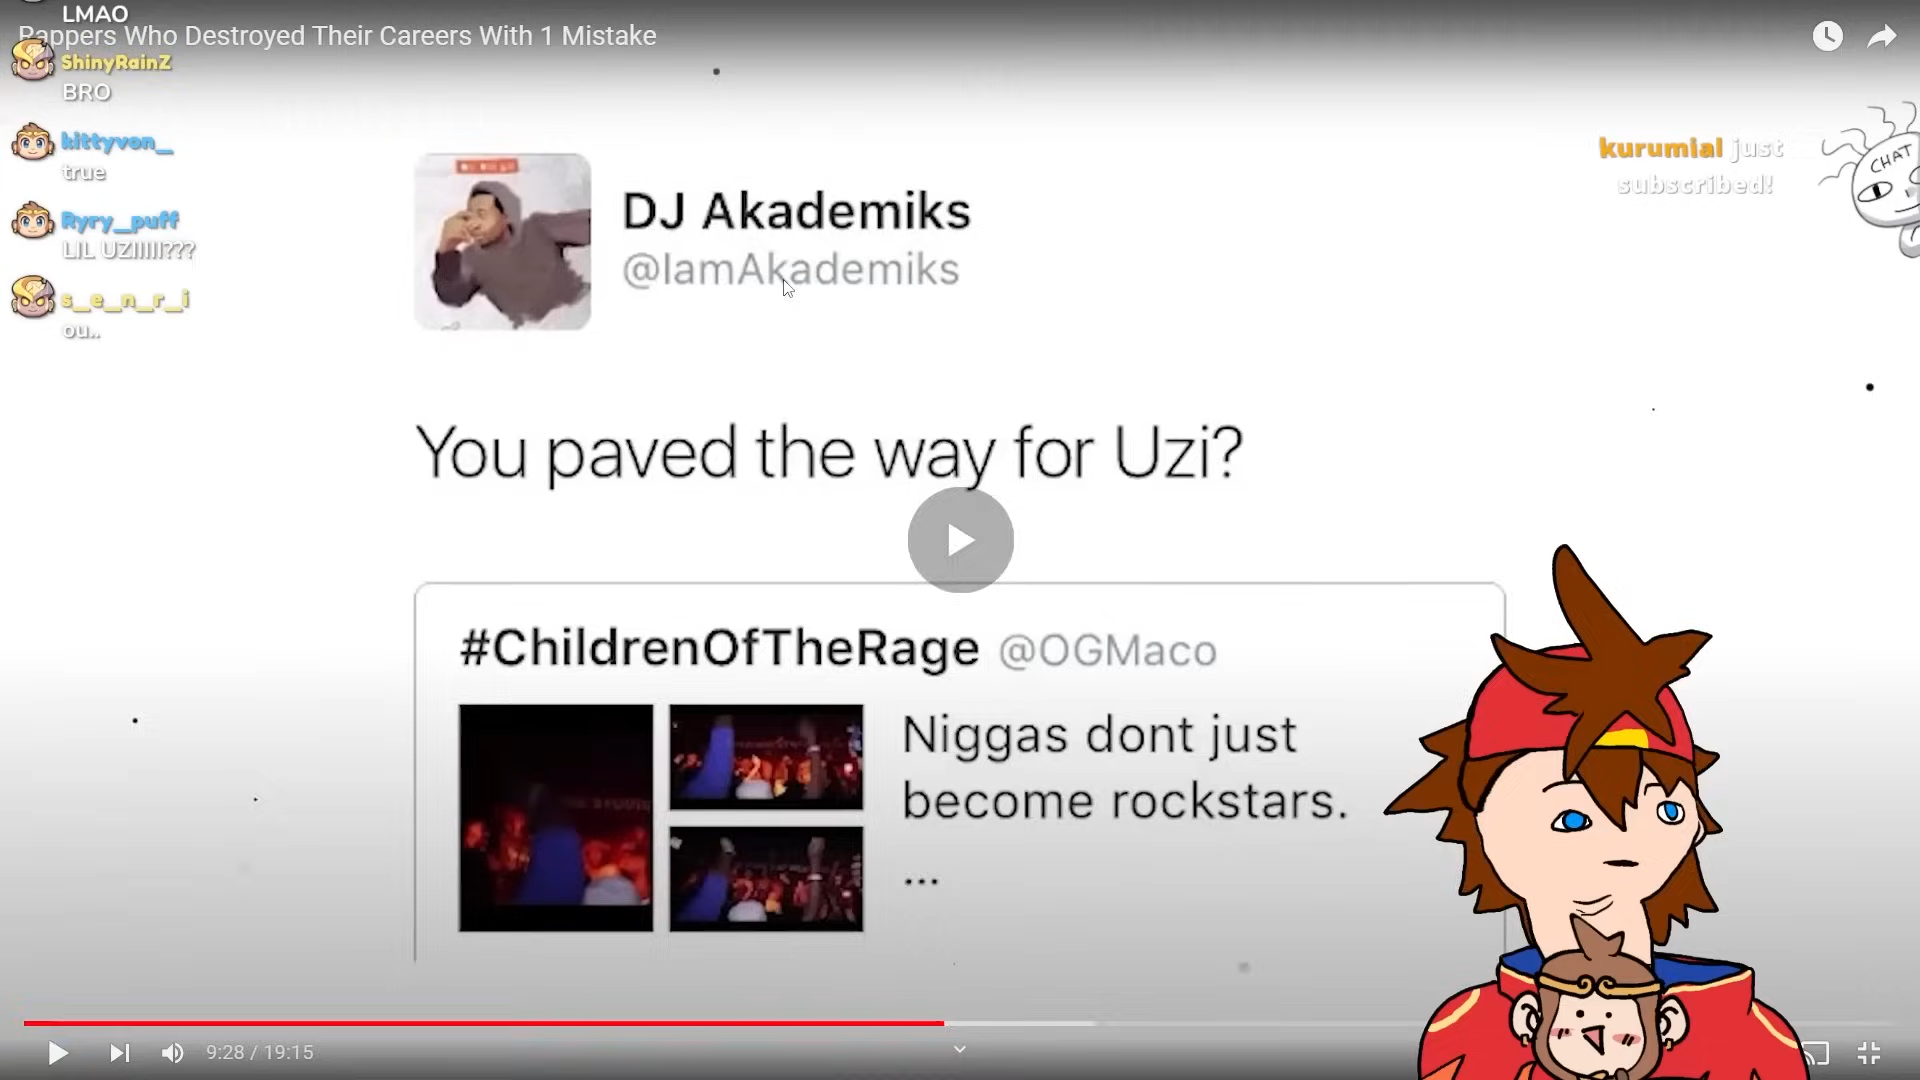 LMAO
Rappers Who Destroyed Their Careers With 1 Mistake
ShinyRainZ
BRO
kittyvon_
true
Ryry_puff
LIL UZIIIII???
s_e_n_r_i
ou..
kurumial just
subscribed!
CHAT
DJ Akademiks
@IamAkademiks
You paved the way for Uzi?
#ChildrenOfTheRage @OGMaco
Niggas dont just
become rockstars.
...
9:28 / 19:15